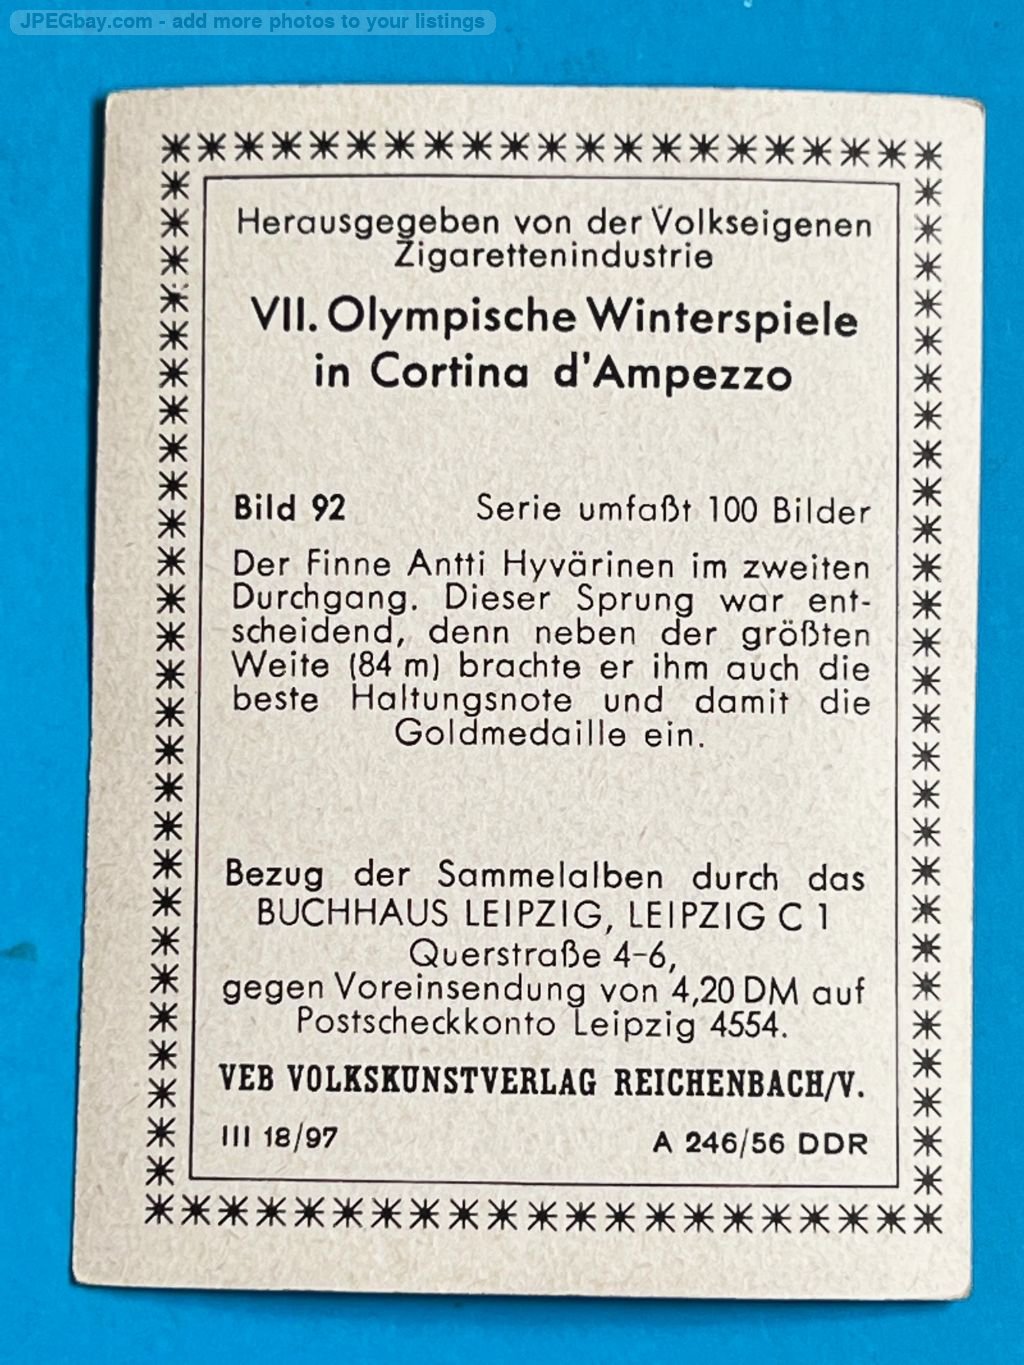 JPEGbay.com - add more photos to your listings
Herausgegeben von der Volkseigenen
Zigarettenindustrie
VII. Olympische Winterspiele
in Cortina d'Ampezzo
Bild 92 Serie umfaßt 100 Bilder
Der Finne Antti Hyvärinen im zweiten
Durchgang. Dieser Sprung war ent-
scheidend, denn neben der größten
Weite (84 m) brachte er ihm auch die
beste Haltungsnote und damit die
Goldmedaille ein.
Bezug der Sammelalben durch das
BUCHHAUS LEIPZIG, LEIPZIG C 1
Querstraße 4-6,
gegen Voreinsendung von 4,20 DM auf
Postscheckkonto Leipzig 4554.
VEB VOLKSKUNSTVERLAG REICHENBACH/V.
III 18/97 A 246/56 DDR